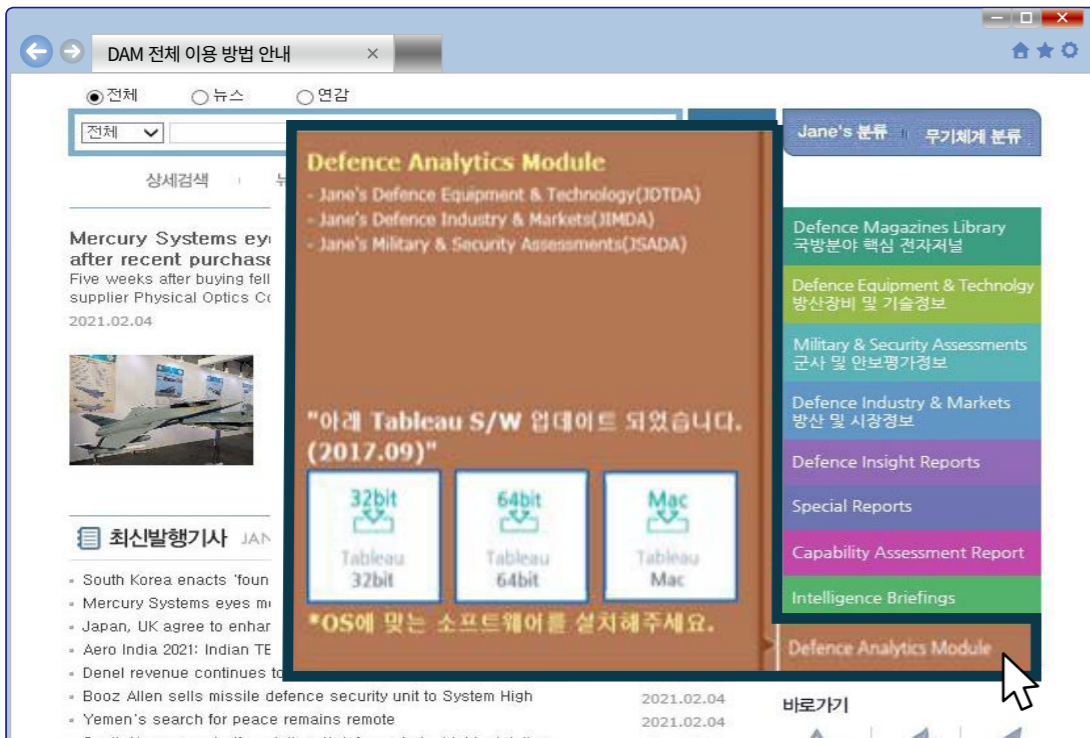 DAM 전체 이용 방법 안내
전체 뉴스 연감
전체
상세검색
Jane's 분류 무기체계 분류
Mercury Systems
after recent purchase
Five weeks after buying fell
supplier Physical Optics
2021.02.04
최신발행기사
South Korea enacts
Mercury Systems eyes
Japan, UK agree to
Aero India 2021: Indian
Denel revenue continues to
Booz Allen sells missile defence security unit to System High 2021.02.04
Yemen's search for peace remains remote 2021.02.04
Defence Analytics Module
- Jane's Defence Equipment & Technology(JDTDA)
- Jane's Defence Industry & Markets(JIMDA)
- Jane's Military & Security Assessments(JSADA)
"아래 Tableau S/W 업데이트 되었습니다.
(2017.09)"
32bit 64bit Mac
Tableau Tableau Tableau
32bit 64bit Mac
*OS에 맞는 소프트웨어를 설치해주세요.
Defence Magazines Library
국방분야 핵심 전자저널
Defence Equipment & Technolgy
방산장비 및 기술정보
Military & Security Assessments
군사 및 안보평가정보
Defence Industry & Markets
방산 및 시장정보
Defence Insight Reports
Special Reports
Capability Assessment Report
Intelligence Briefings
Defence Analytics Module
바로가기